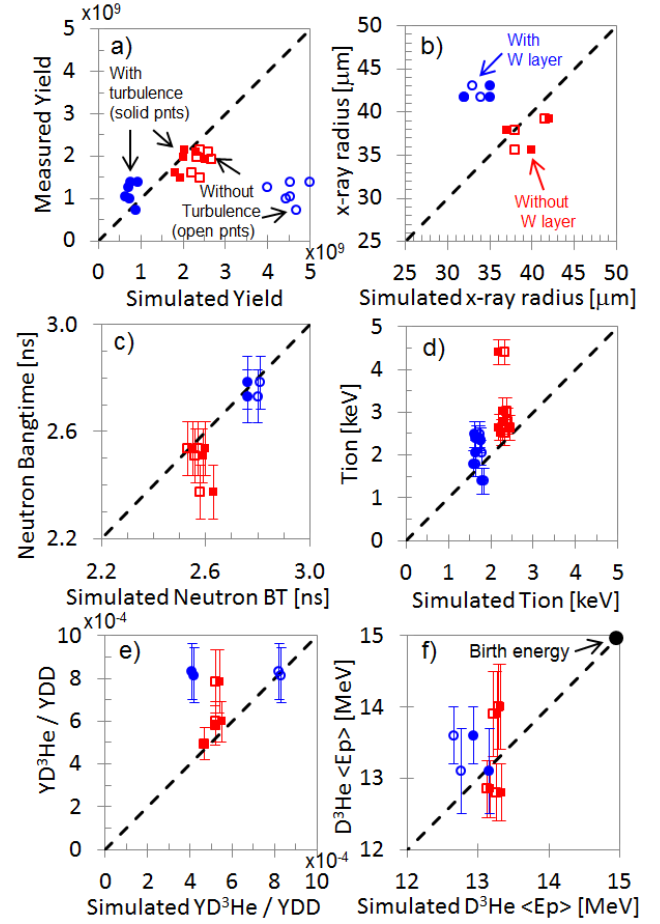 x10⁹
a)
With
turbulence
(solid pnts)
Without
Turbulence
(open pnts)
Measured Yield
5
4
3
2
1
0
0 1 2 3 4 5
x10⁹
Simulated Yield
b)
With
W layer
Without
W layer
x-ray radius [μm]
50
45
40
35
30
25
25 30 35 40 45 50
Simulated x-ray radius [μm]
c)
Neutron Bangtime [ns]
3.0
2.6
2.2
2.2 2.6 3.0
Simulated Neutron BT [ns]
d)
Tion [keV]
5
4
3
2
1
0
0 1 2 3 4 5
Simulated Tion [keV]
x10⁻⁴
e)
YD³He / YDD
10
8
6
4
2
0
0 2 4 6 8 10
x10⁻⁴
Simulated YD³He / YDD
f)
Birth energy
D³He <Ep> [MeV]
15
14
13
12
12 13 14 15
Simulated D³He <Ep> [MeV]